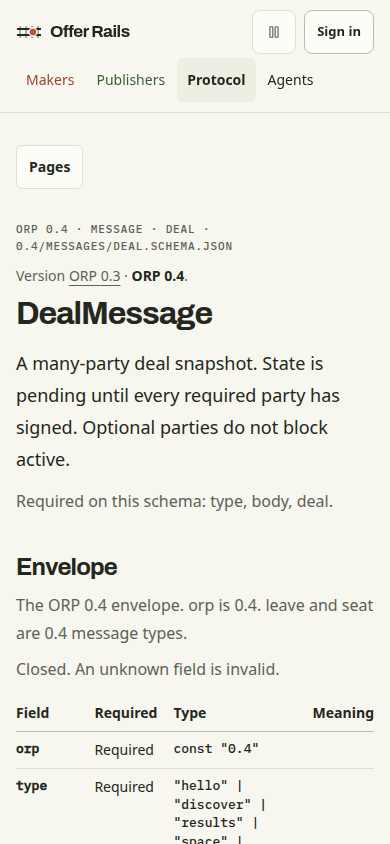 Offer Rails
Sign in
Makers Publishers Protocol Agents
Pages
ORP 0.4 · MESSAGE · DEAL ·
0.4/MESSAGES/DEAL.SCHEMA.JSON
Version ORP 0.3 · ORP 0.4.
DealMessage
A many-party deal snapshot. State is
pending until every required party has
signed. Optional parties do not block
active.
Required on this schema: type, body, deal.
Envelope
The ORP 0.4 envelope. orp is 0.4. leave and seat
are 0.4 message types.
Closed. An unknown field is invalid.
Field Required Type Meaning
orp Required const "0.4"
type Required "hello" |
"discover" |
"results" |
"space" |